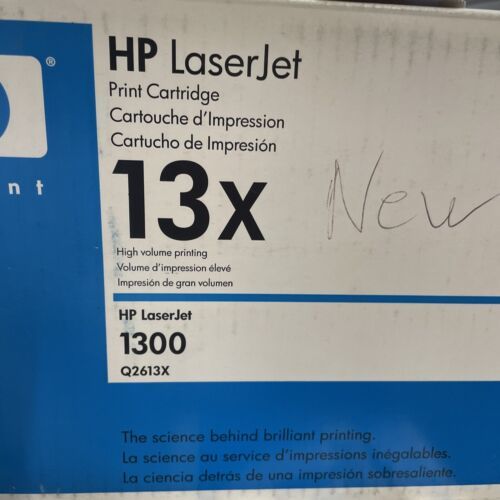 HP LaserJet
Print Cartridge
Cartouche d'Impression
Cartucho de Impresión
13X
New
High volume printing
Volume d'impression élevé
Impresión de gran volumen
HP LaserJet
1300
Q2613X
The science behind brilliant printing.
La science au service d'impressions inégalables.
La ciencia detrás de una impresión sobresaliente.
®
n t